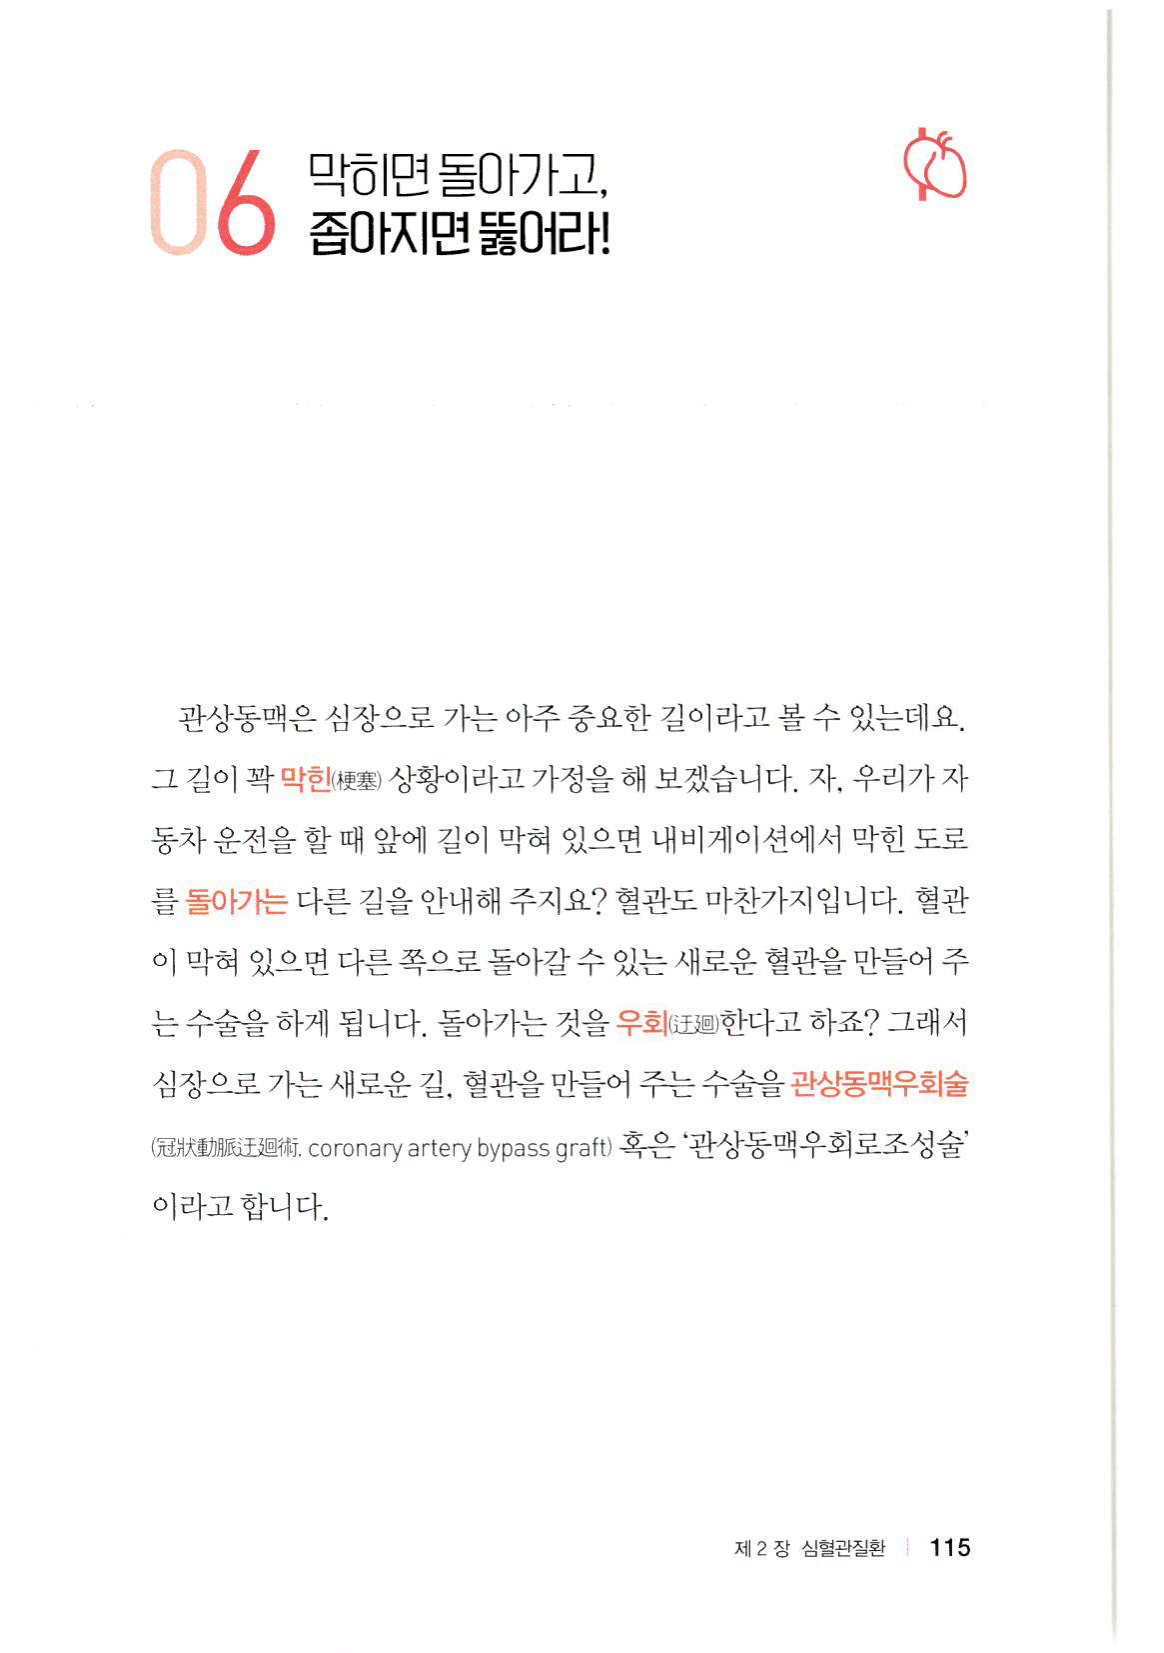 06
막히면 돌아가고,
좁아지면 뚫어라!
관상동맥은 심장으로 가는 아주 중요한 길이라고 볼 수 있는데요.
그 길이 꽉 막힌(梗塞) 상황이라고 가정을 해 보겠습니다. 자, 우리가 자
동차 운전을 할 때 앞에 길이 막혀 있으면 내비게이션에서 막힌 도로
를 돌아가는 다른 길을 안내해 주지요? 혈관도 마찬가지입니다. 혈관
이 막혀 있으면 다른 쪽으로 돌아갈 수 있는 새로운 혈관을 만들어 주
는 수술을 하게 됩니다. 돌아가는 것을 우회(迂廻)한다고 하죠? 그래서
심장으로 가는 새로운 길, 혈관을 만들어 주는 수술을 관상동맥우회술
(冠狀動脈迂廻術, coronary artery bypass graft) 혹은 ‘관상동맥우회로조성술’
이라고 합니다.
제 2 장 심혈관질환 | 115